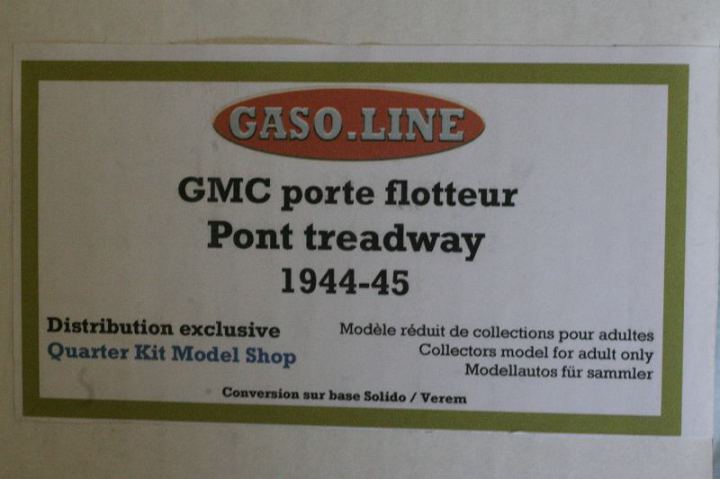 GASO.LINE
GMC porte flotteur
Pont treadway
1944-45
Distribution exclusive
Quarter Kit Model Shop
Modèle réduit de collections pour adultes
Collectors model for adult only
Modellautos für sammler
Conversion sur base Solido / Verem